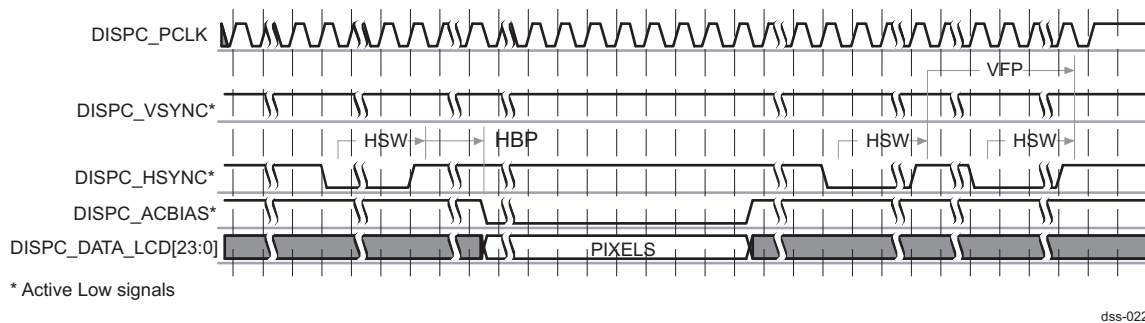 DISPC_PCLK
VFP
DISPC_VSYNC*
HSW HBP HSW HSW
DISPC_HSYNC*
DISPC_ACBIAS*
DISPC_DATA_LCD[23:0] PIXELS
* Active Low signals
dss-022